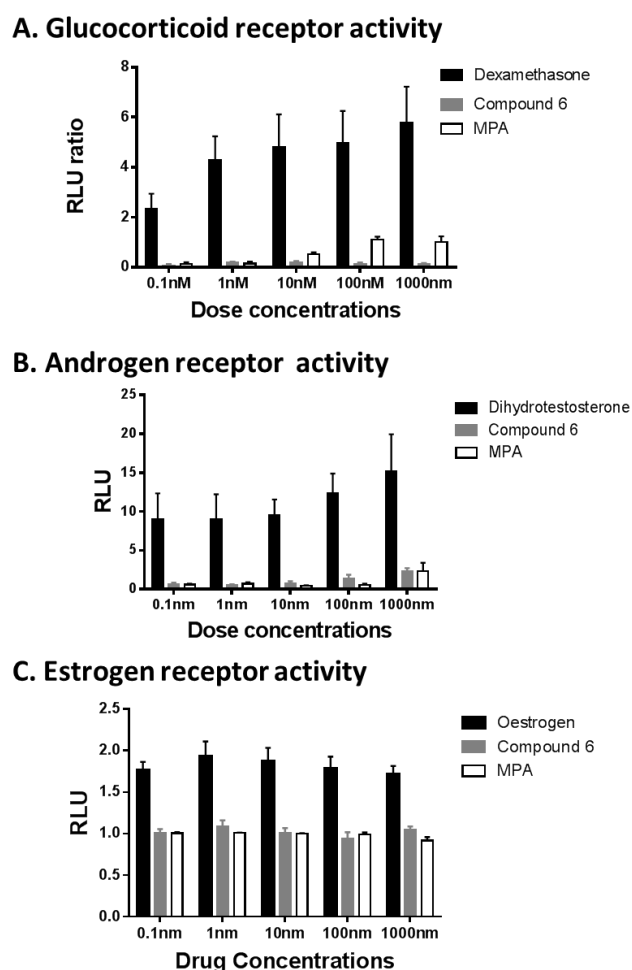 A. Glucocorticoid receptor activity
8
6
4
2
0
RLU ratio
Dexamethasone
Compound 6
MPA
0.1nM 1nM 10nM 100nM 1000nm
Dose concentrations
B. Androgen receptor activity
25
20
15
10
5
0
RLU
Dihydrotestosterone
Compound 6
MPA
0.1nm 1nm 10nm 100nm 1000nm
Dose concentrations
C. Estrogen receptor activity
2.5
2.0
1.5
1.0
0.5
0.0
RLU
Oestrogen
Compound 6
MPA
0.1nm 1nm 10nm 100nm 1000nm
Drug Concentrations